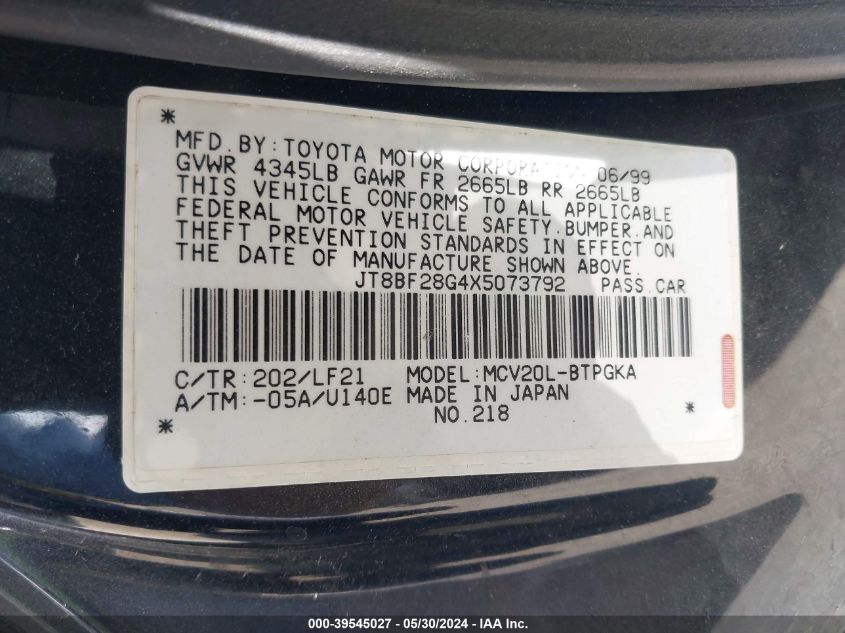 * MFD.BY:TOYOTA MOTOR CORPORATION 06/99
GVWR 4345LB GAWR FR 2665LB RR 2665LB
THIS VEHICLE CONFORMS TO ALL APPLICABLE
FEDERAL MOTOR VEHICLE SAFETY.BUMPER.AND
THEFT PREVENTION STANDARDS IN EFFECT ON
THE DATE OF MANUFACTURE SHOWN ABOVE.
JT8BF28G4X5073792 PASS.CAR
C/TR:202/LF21 MODEL:MCV20L-BTPGKA
A/TM:-05A/U140E MADE IN JAPAN *
* NO.218
000-39545027 - 05/30/2024 - IAA Inc.